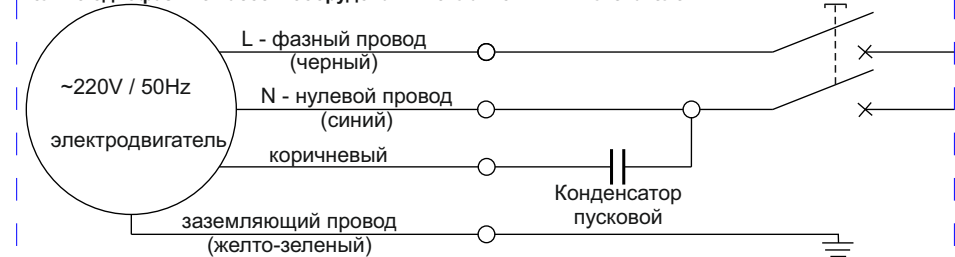 L - фазный провод
(черный)
~220V / 50Hz
N - нулевой провод
(синий)
электродвигатель
коричневый
Конденсатор
пусковой
заземляющий провод
(желто-зеленый)